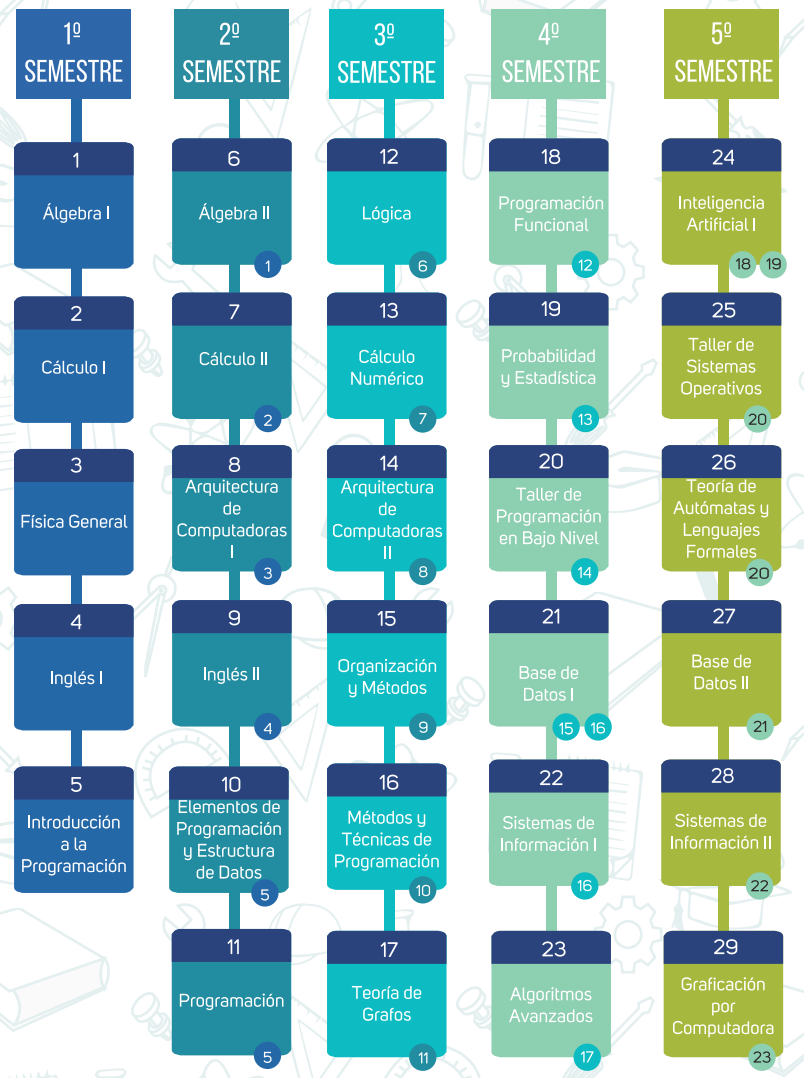 1º
SEMESTRE
1
Álgebra I
2
Cálculo I
3
Física General
4
Inglés I
5
Introducción
a la
Programación
2º
SEMESTRE
6
Álgebra II
1
7
Cálculo II
2
8
Arquitectura
de
Computadoras
I
3
9
Inglés II
4
10
Elementos de
Programación
y Estructura
de Datos
5
11
Programación
5
3º
SEMESTRE
12
Lógica
6
13
Cálculo
Numérico
7
14
Arquitectura
de
Computadoras
II
8
15
Organización
y Métodos
9
16
Métodos y
Técnicas de
Programación
10
17
Teoría de
Grafos
11
4º
SEMESTRE
18
Programación
Funcional
12
19
Probabilidad
y Estadística
13
20
Taller de
Programación
en Bajo Nivel
14
21
Base de
Datos I
15 16
22
Sistemas de
Información I
16
23
Algoritmos
Avanzados
17
5º
SEMESTRE
24
Inteligencia
Artificial I
18 19
25
Taller de
Sistemas
Operativos
20
26
Teoría de
Autómatas y
Lenguajes
Formales
20
27
Base de
Datos II
21
28
Sistemas de
Información II
22
29
Graficación
por
Computadora
23